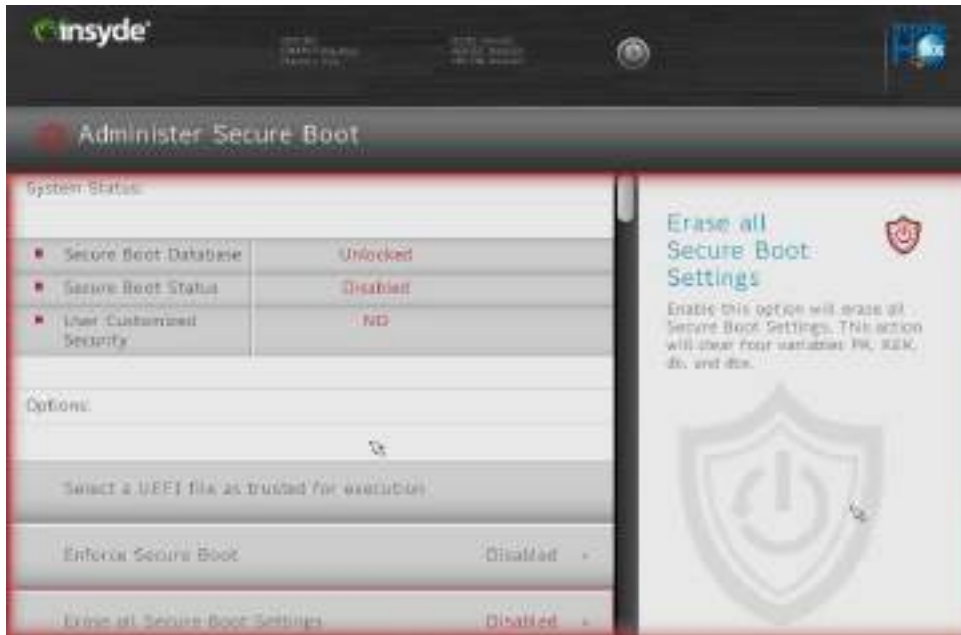 insyde®
Administer Secure Boot
System Status:
Secure Boot Database Unlocked
Secure Boot Status Disabled
User Customized NO
Security
Options:
Select a UEFI file as trusted for execution
Enforce Secure Boot Disabled
Erase all Secure Boot Settings Disabled
Erase all
Secure Boot
Settings
Enable this option will erase all
Secure Boot Settings. This action
will clear four variables PK, KEK,
db, and dbx.